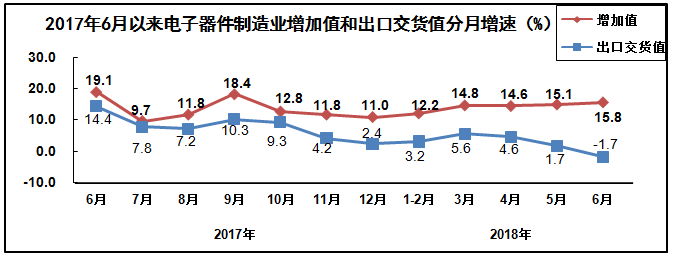 2017年6月以来电子器件制造业增加值和出口交货值分月增速（%）
增加值
出口交货值
30.0
20.0
10.0
0.0
-10.0
19.1 9.7 11.8 18.4 12.8 11.8 11.0 12.2 14.8 14.6 15.1 15.8
14.4 7.8 7.2 10.3 9.3 4.2 2.4 3.2 5.6 4.6 1.7 -1.7
6月 7月 8月 9月 10月 11月 12月 1-2月 3月 4月 5月 6月
2017年 2018年